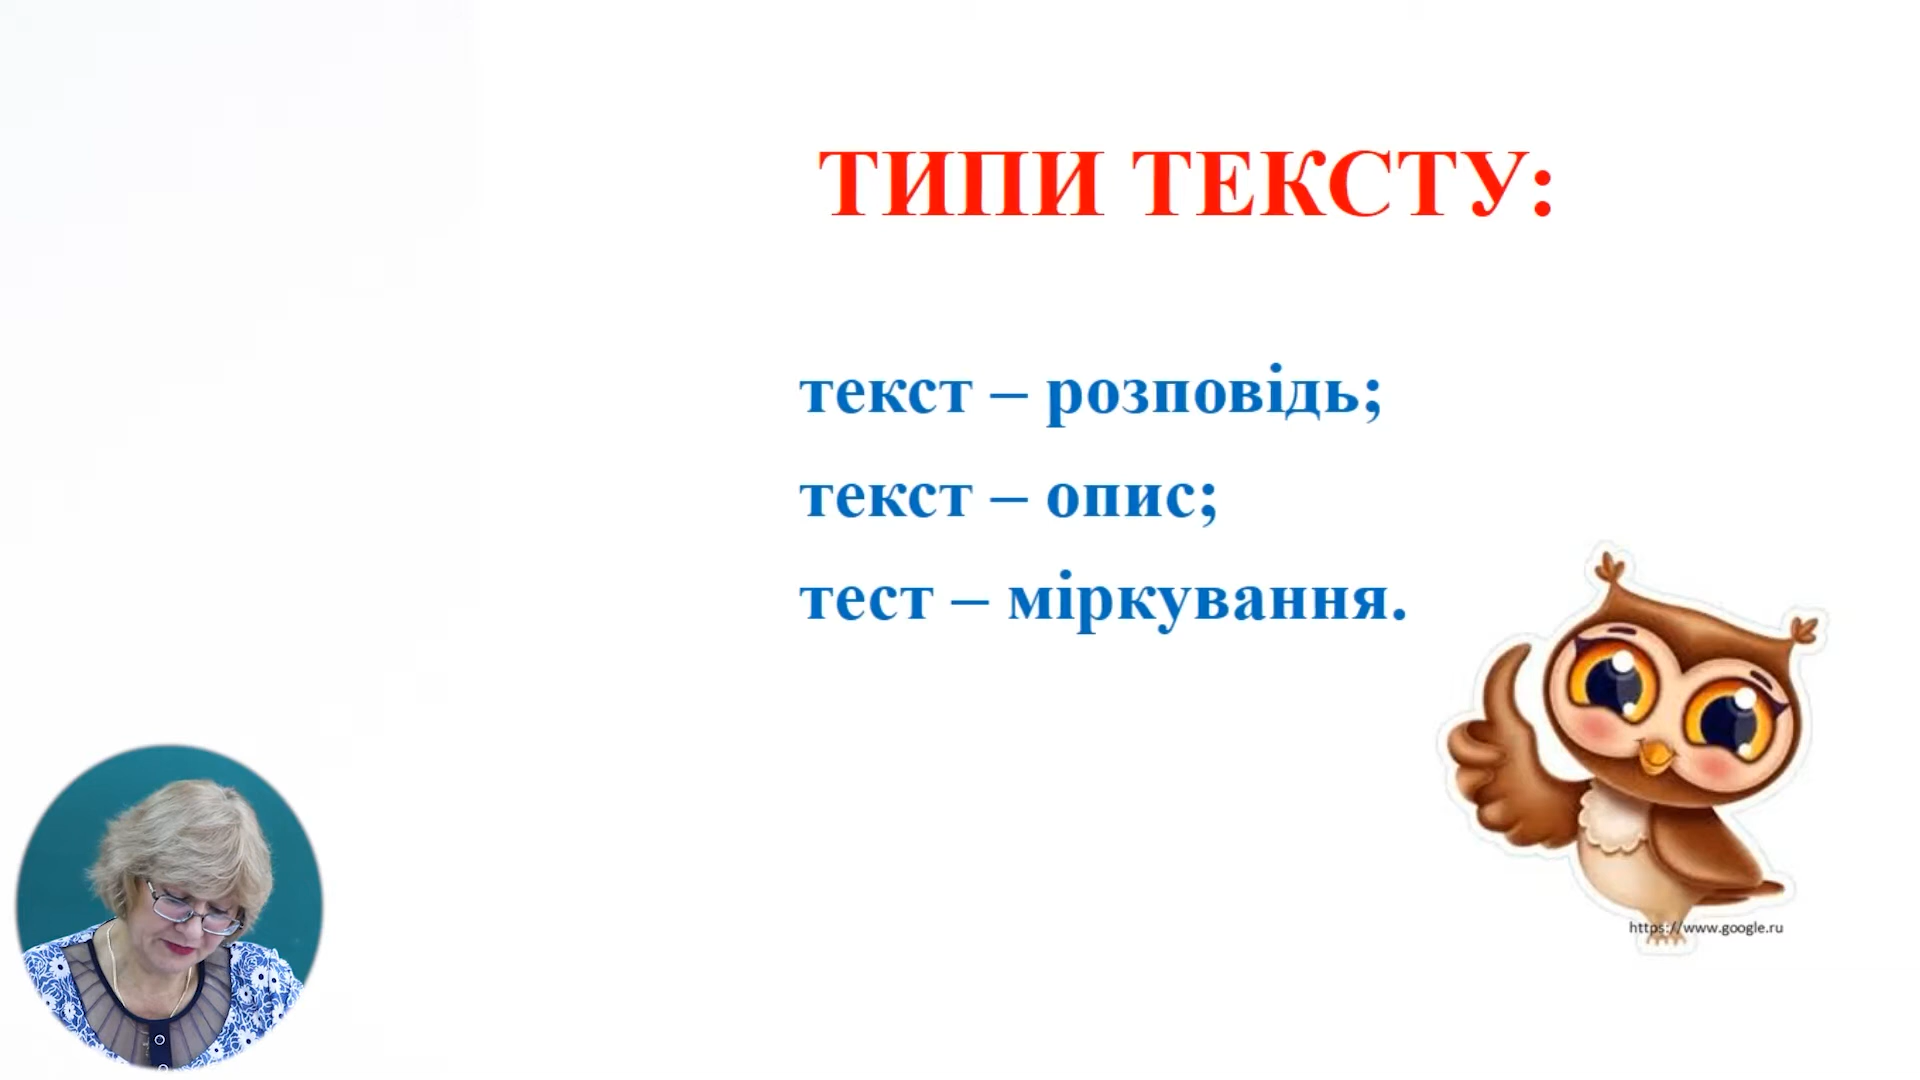 ТИПИ ТЕКСТУ:
текст – розповідь;
текст – опис;
тест – міркування.
https://www.google.ru